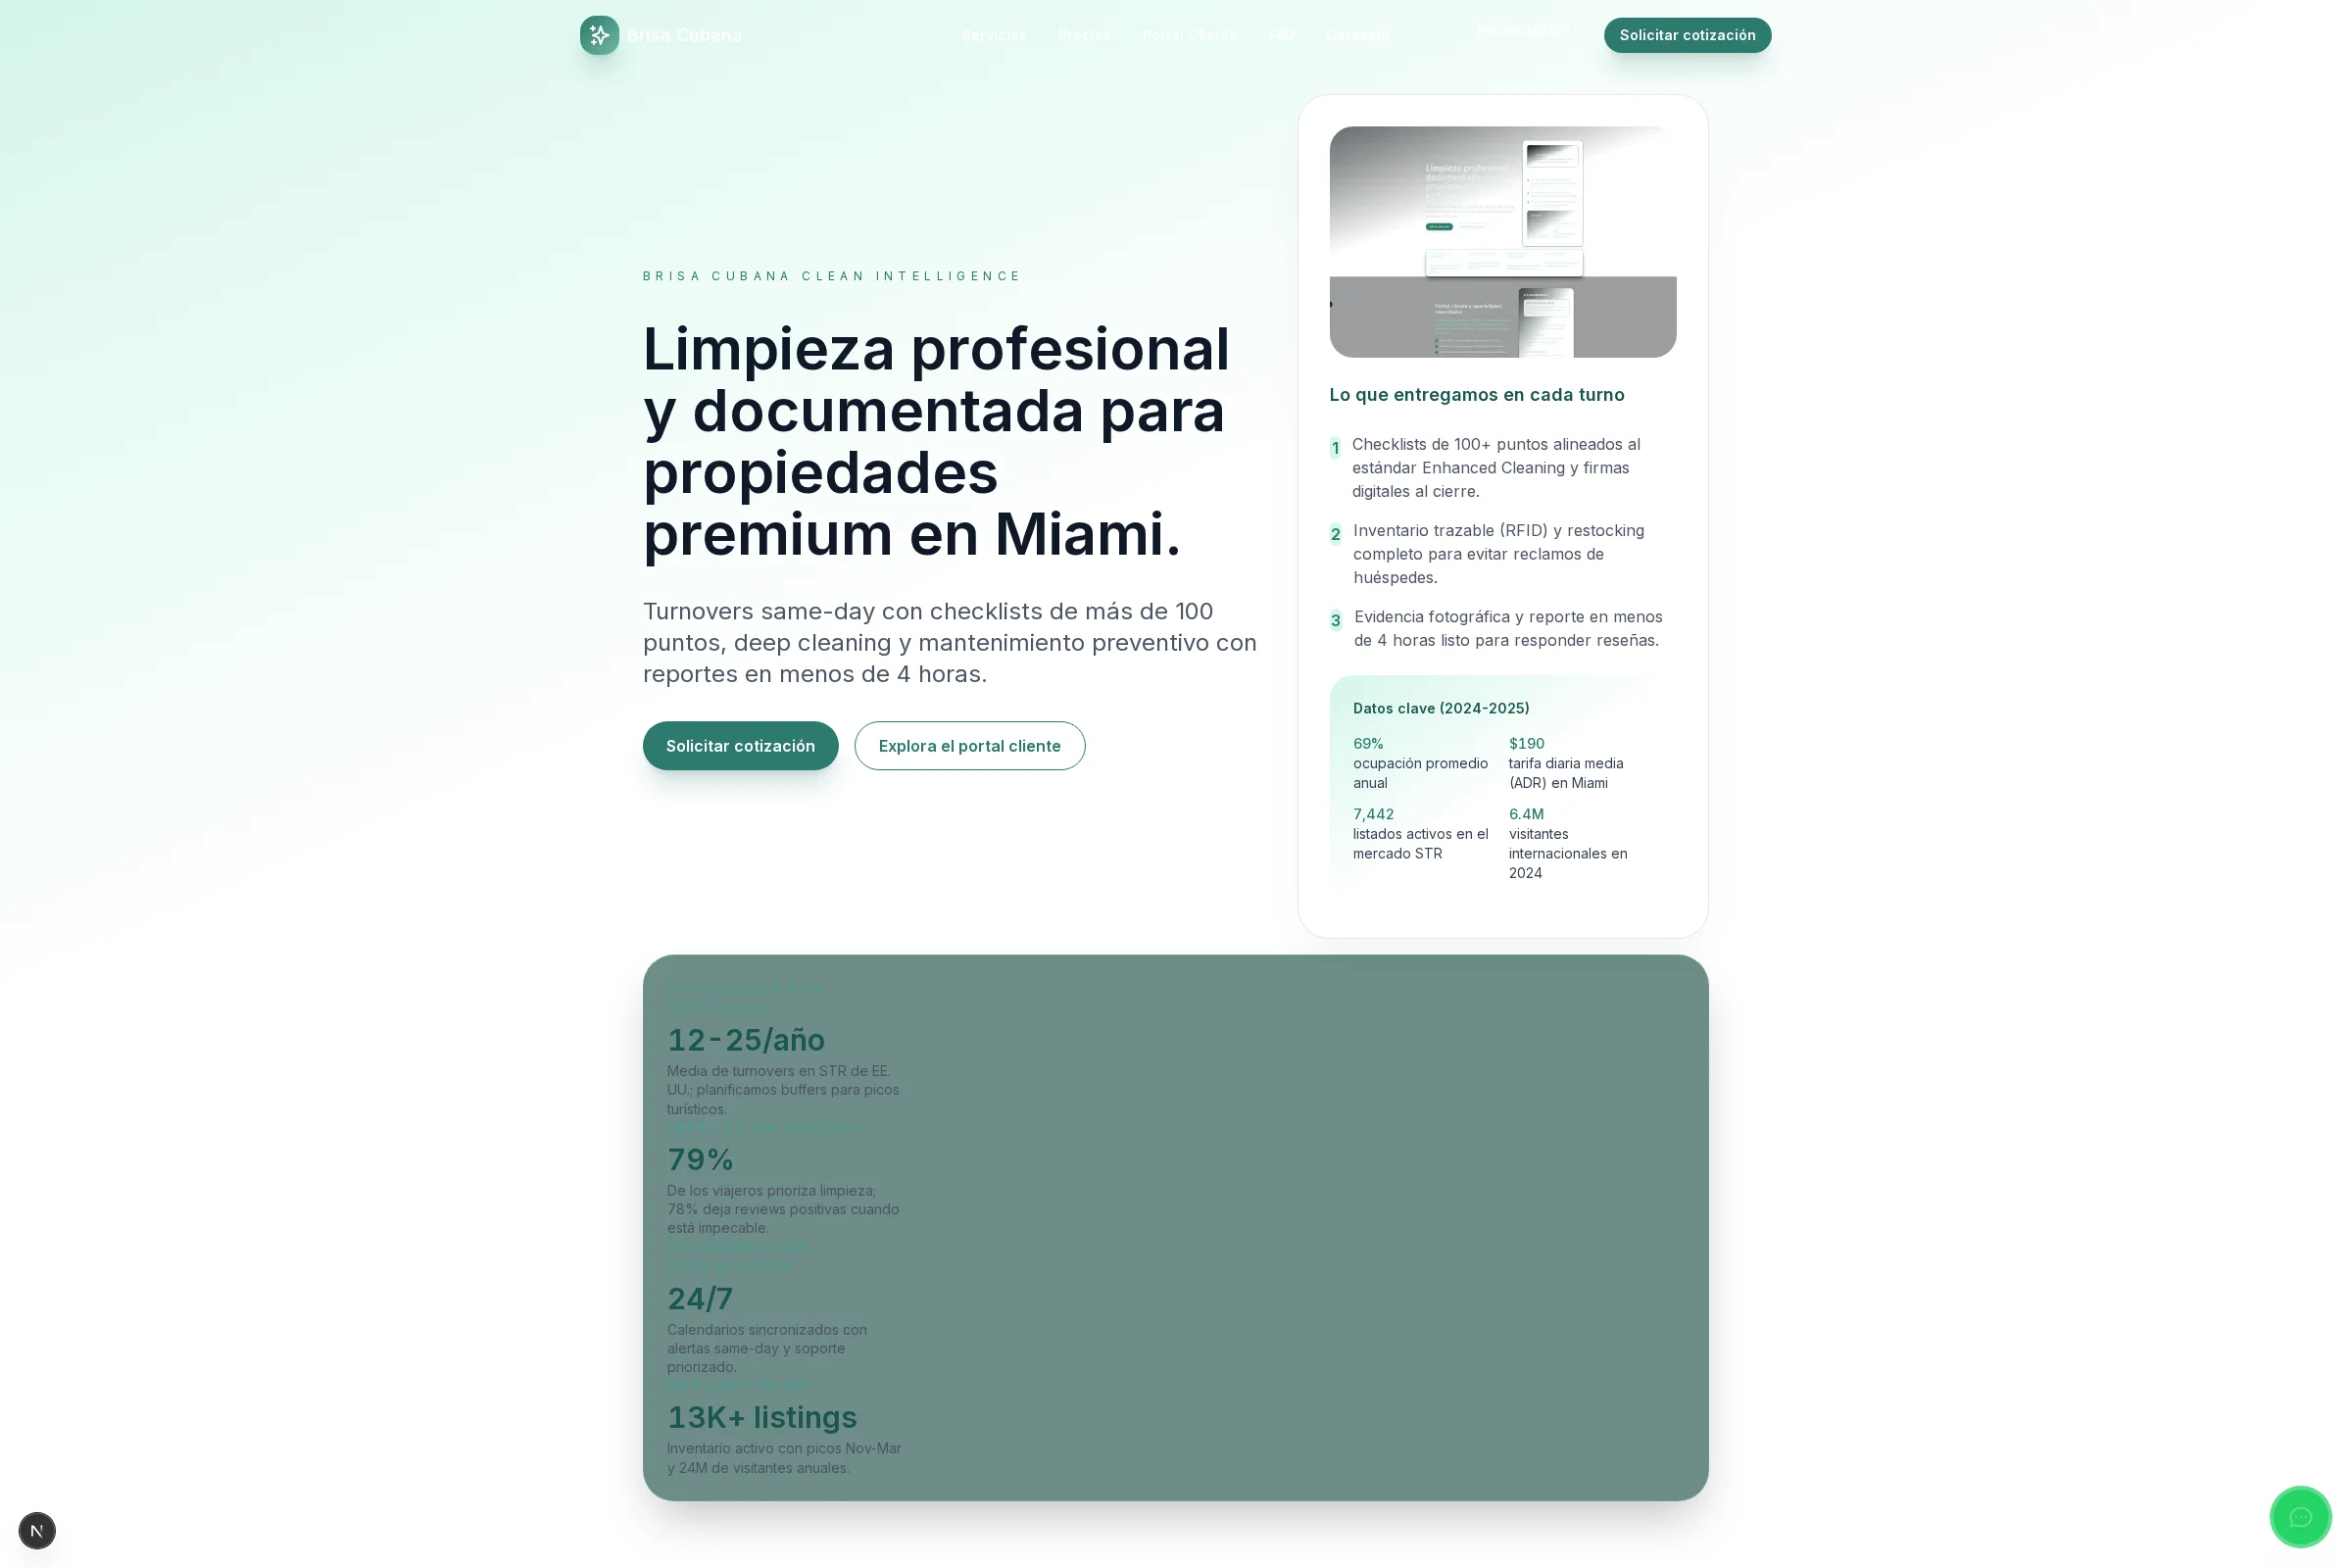 Brisa Cubana
Servicios
Precios
Portal Cliente
FAQ
Contacto
Solicitar cotización
BRISA CUBANA CLEAN INTELLIGENCE
Limpieza profesional
y documentada para
propiedades
premium en Miami.
Turnovers same-day con checklists de más de 100
puntos, deep cleaning y mantenimiento preventivo con
reportes en menos de 4 horas.
Solicitar cotización
Explora el portal cliente
Lo que entregamos en cada turno
1 Checklists de 100+ puntos alineados al
estándar Enhanced Cleaning y firmas
digitales al cierre.
2 Inventario trazable (RFID) y restocking
completo para evitar reclamos de
huéspedes.
3 Evidencia fotográfica y reporte en menos
de 4 horas listo para responder reseñas.
Datos clave (2024-2025)
69%
ocupación promedio
anual
$190
tarifa diaria media
(ADR) en Miami
7,442
listados activos en el
mercado STR
6.4M
visitantes
internacionales en
2024
12-25/año
Media de turnovers en STR de EE.
UU.; planificamos buffers para picos
turísticos.
79%
De los viajeros prioriza limpieza;
78% deja reviews positivas cuando
está impecable.
24/7
Calendarios sincronizados con
alertas same-day y soporte
priorizado.
13K+ listings
Inventario activo con picos Nov-Mar
y 24M de visitantes anuales.
N